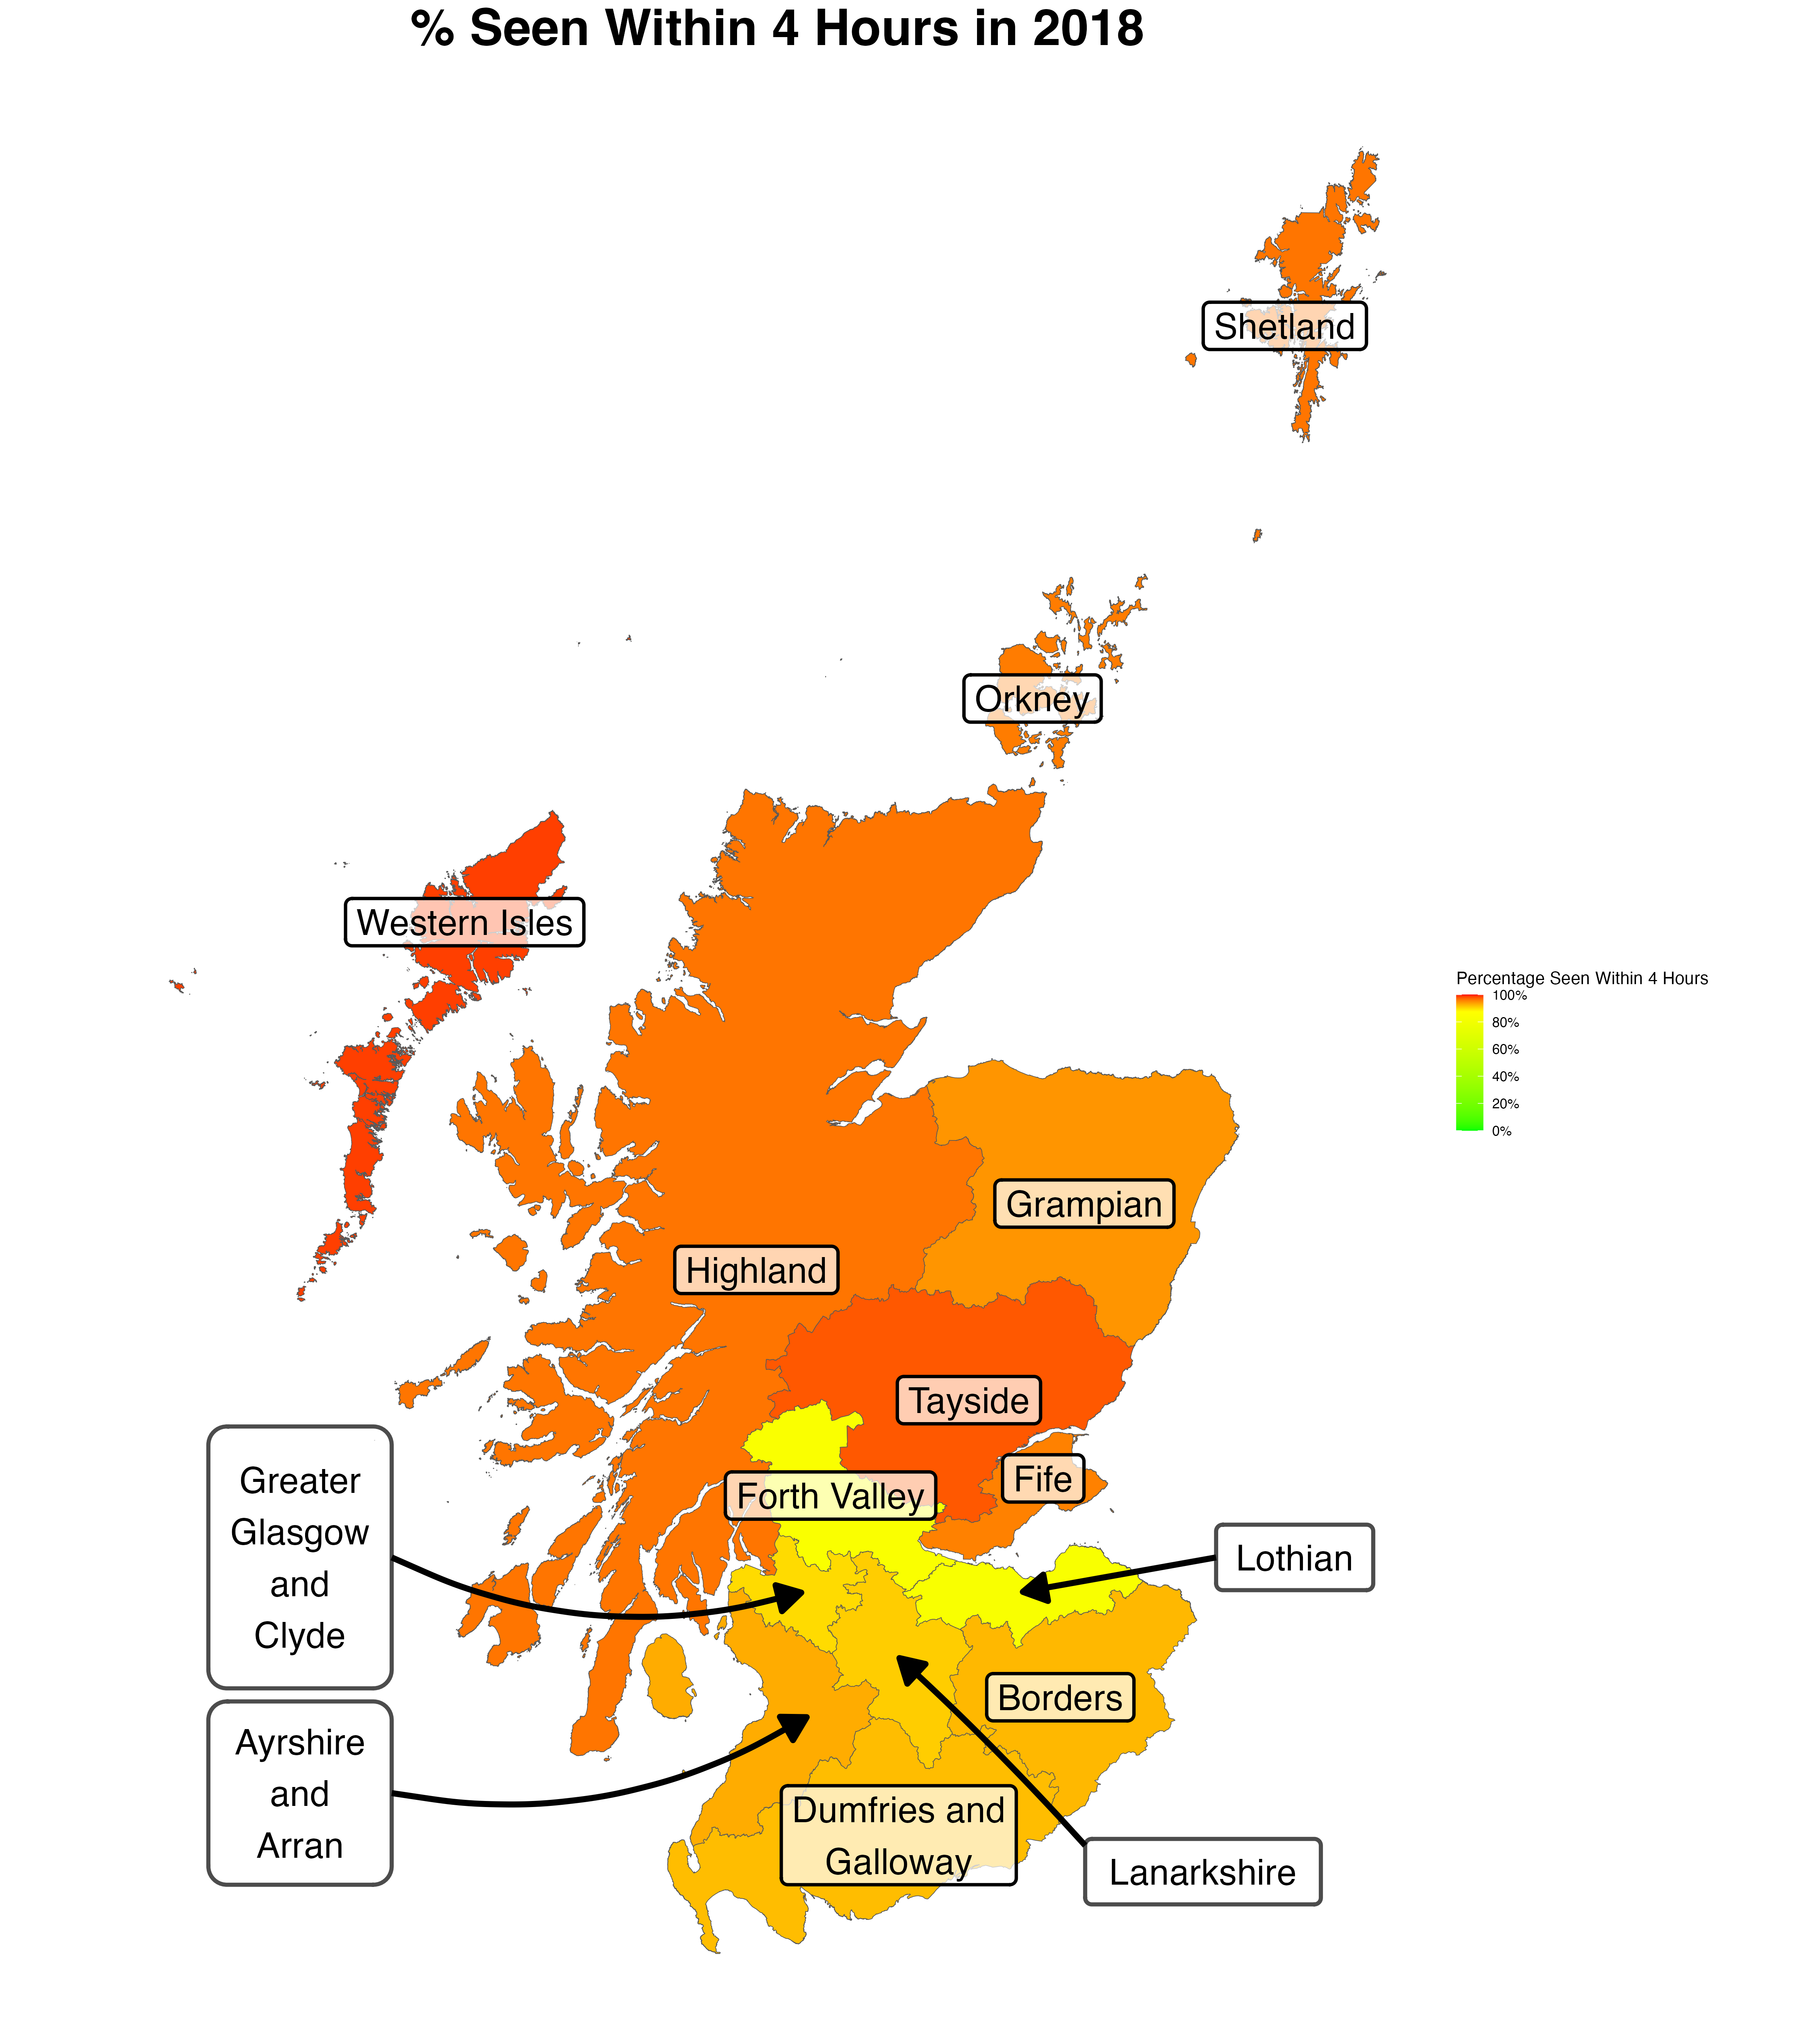 % Seen Within 4 Hours in 2018
Shetland
Orkney
Western Isles
Percentage Seen Within 4 Hours
100%
80%
60%
40%
20%
0%
Grampian
Highland
Tayside
Fife
Forth Valley
Greater
Glasgow
and
Clyde
Lothian
Borders
Ayrshire
and
Arran
Dumfries and
Galloway
Lanarkshire